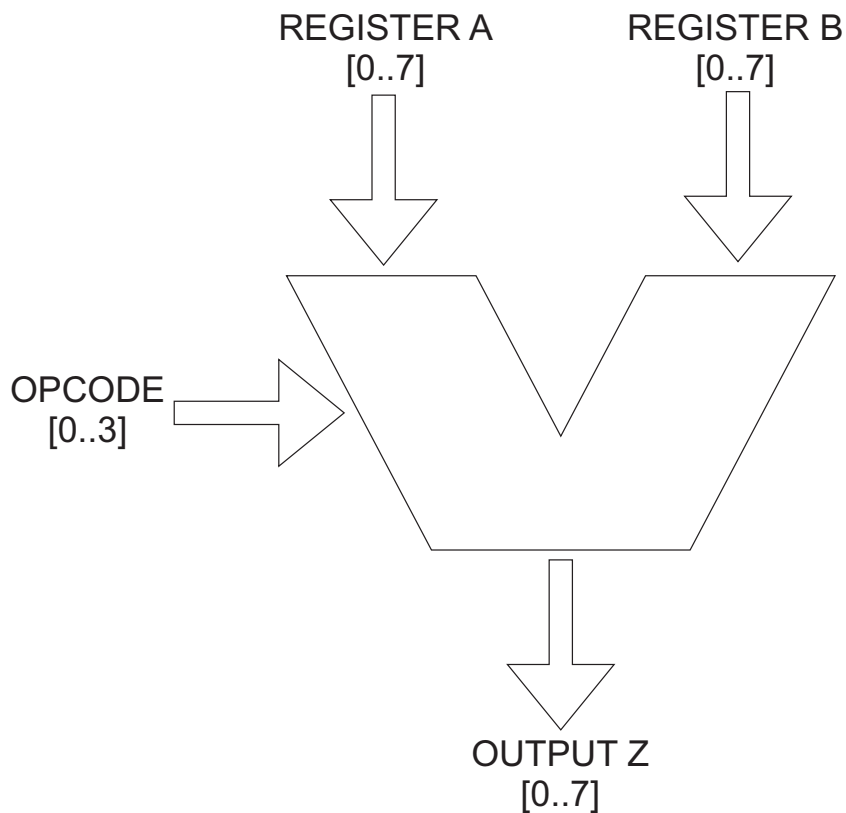 REGISTER A
[0..7]
REGISTER B
[0..7]
OPCODE
[0..3]
OUTPUT Z
[0..7]